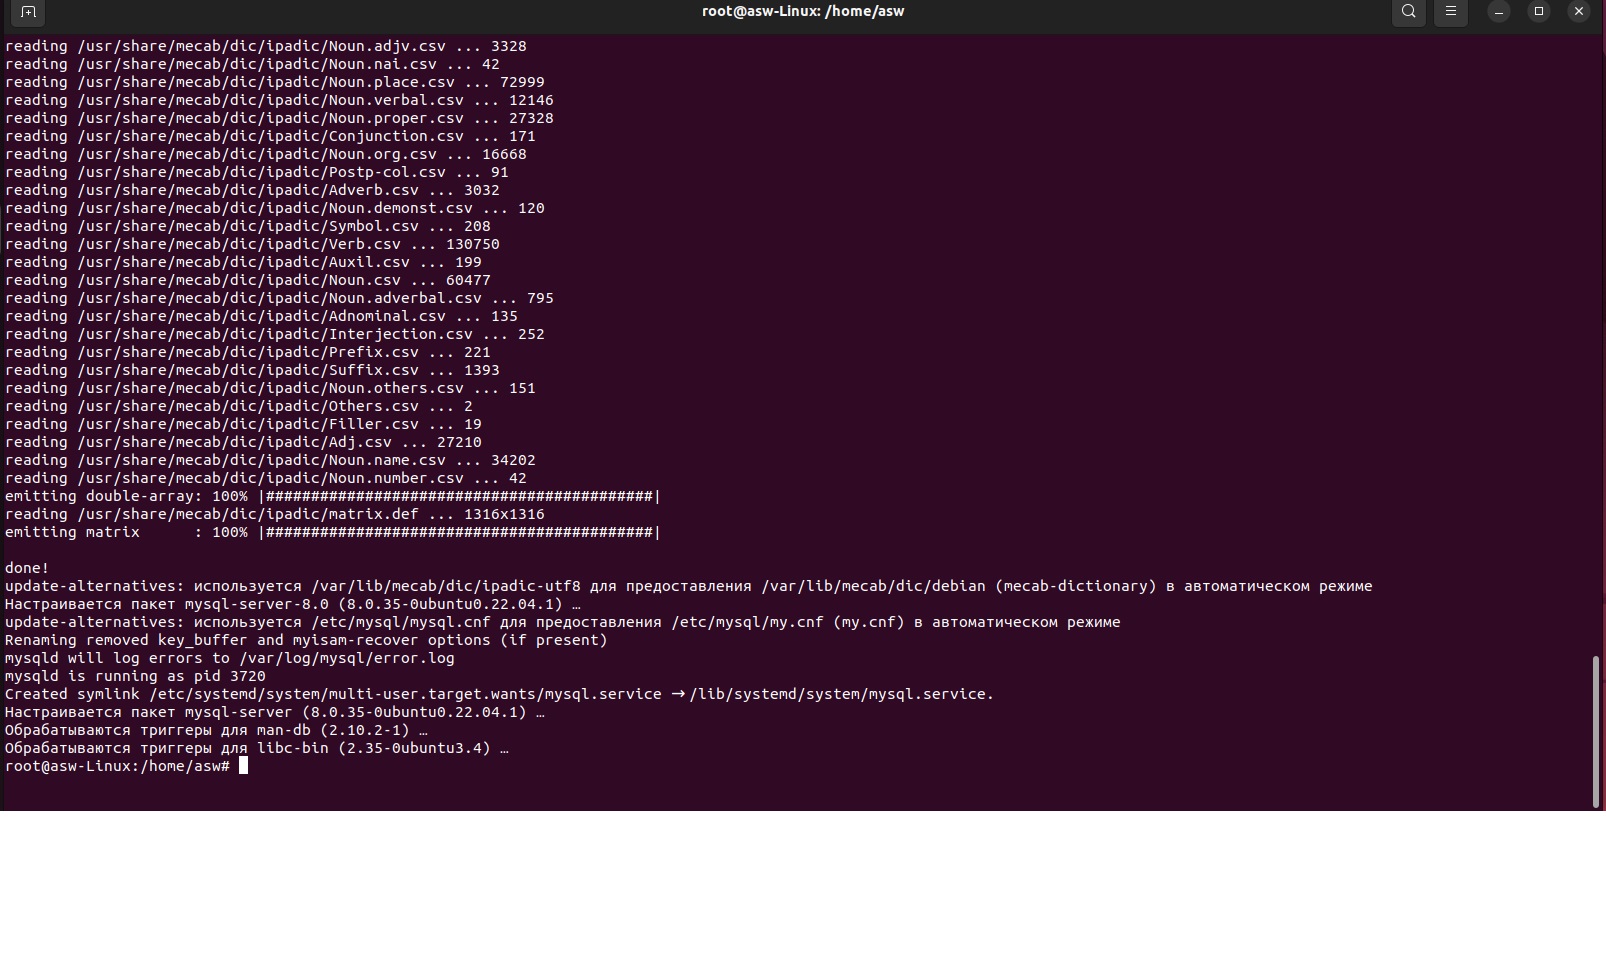 root@asw-Linux: /home/asw
reading /usr/share/mecab/dic/ipadic/Noun.adjv.csv ... 3328
reading /usr/share/mecab/dic/ipadic/Noun.nai.csv ... 42
reading /usr/share/mecab/dic/ipadic/Noun.place.csv ... 72999
reading /usr/share/mecab/dic/ipadic/Noun.verbal.csv ... 12146
reading /usr/share/mecab/dic/ipadic/Noun.proper.csv ... 27328
reading /usr/share/mecab/dic/ipadic/Conjunction.csv ... 171
reading /usr/share/mecab/dic/ipadic/Noun.org.csv ... 16668
reading /usr/share/mecab/dic/ipadic/Postp-col.csv ... 91
reading /usr/share/mecab/dic/ipadic/Adverb.csv ... 3032
reading /usr/share/mecab/dic/ipadic/Noun.demonst.csv ... 120
reading /usr/share/mecab/dic/ipadic/Symbol.csv ... 208
reading /usr/share/mecab/dic/ipadic/Verb.csv ... 130750
reading /usr/share/mecab/dic/ipadic/Auxil.csv ... 199
reading /usr/share/mecab/dic/ipadic/Noun.csv ... 60477
reading /usr/share/mecab/dic/ipadic/Noun.adverbal.csv ... 795
reading /usr/share/mecab/dic/ipadic/Adnominal.csv ... 135
reading /usr/share/mecab/dic/ipadic/Interjection.csv ... 252
reading /usr/share/mecab/dic/ipadic/Prefix.csv ... 221
reading /usr/share/mecab/dic/ipadic/Suffix.csv ... 1393
reading /usr/share/mecab/dic/ipadic/Noun.others.csv ... 151
reading /usr/share/mecab/dic/ipadic/Others.csv ... 2
reading /usr/share/mecab/dic/ipadic/Filler.csv ... 19
reading /usr/share/mecab/dic/ipadic/Adj.csv ... 27210
reading /usr/share/mecab/dic/ipadic/Noun.name.csv ... 34202
reading /usr/share/mecab/dic/ipadic/Noun.number.csv ... 42
emitting double-array: 100% |###########################################|
reading /usr/share/mecab/dic/ipadic/matrix.def ... 1316x1316
emitting matrix      : 100% |###########################################|
done!
update-alternatives: используется /var/lib/mecab/dic/ipadic-utf8 для предоставления /var/lib/mecab/dic/debian (mecab-dictionary) в автоматическом режиме
Настраивается пакет mysql-server-8.0 (8.0.35-0ubuntu0.22.04.1) …
update-alternatives: используется /etc/mysql/mysql.cnf для предоставления /etc/mysql/my.cnf (my.cnf) в автоматическом режиме
Renaming removed key_buffer and myisam-recover options (if present)
mysqld will log errors to /var/log/mysql/error.log
mysqld is running as pid 3720
Created symlink /etc/systemd/system/multi-user.target.wants/mysql.service → /lib/systemd/system/mysql.service.
Настраивается пакет mysql-server (8.0.35-0ubuntu0.22.04.1) …
Обрабатываются триггеры для man-db (2.10.2-1) …
Обрабатываются триггеры для libc-bin (2.35-0ubuntu3.4) …
root@asw-Linux:/home/asw#